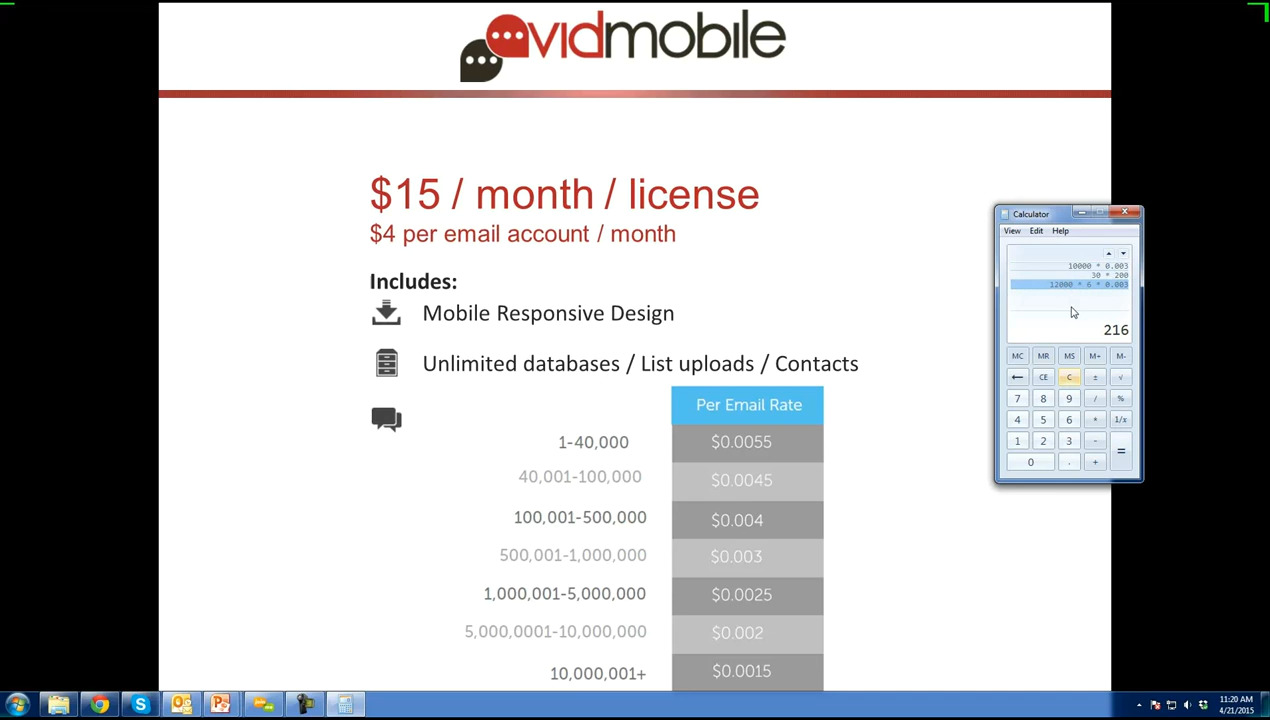 vidmobile
$15 / month / license
$4 per email account / month
Includes:
Mobile Responsive Design
Unlimited databases / List uploads / Contacts
Per Email Rate
1-40,000 $0.0055
40,001-100,000 $0.0045
100,001-500,000 $0.004
500,001-1,000,000 $0.003
1,000,001-5,000,000 $0.0025
5,000,0001-10,000,000 $0.002
10,000,001+ $0.0015
Calculator
View Edit Help
10000 * 0.003
30 * 200
12000 * 6 * 0.003
216
MC MR MS M+ M-
← CE C ± √
7 8 9 / %
4 5 6 * 1/x
1 2 3 - =
0 . +
11:20 AM
4/21/2015